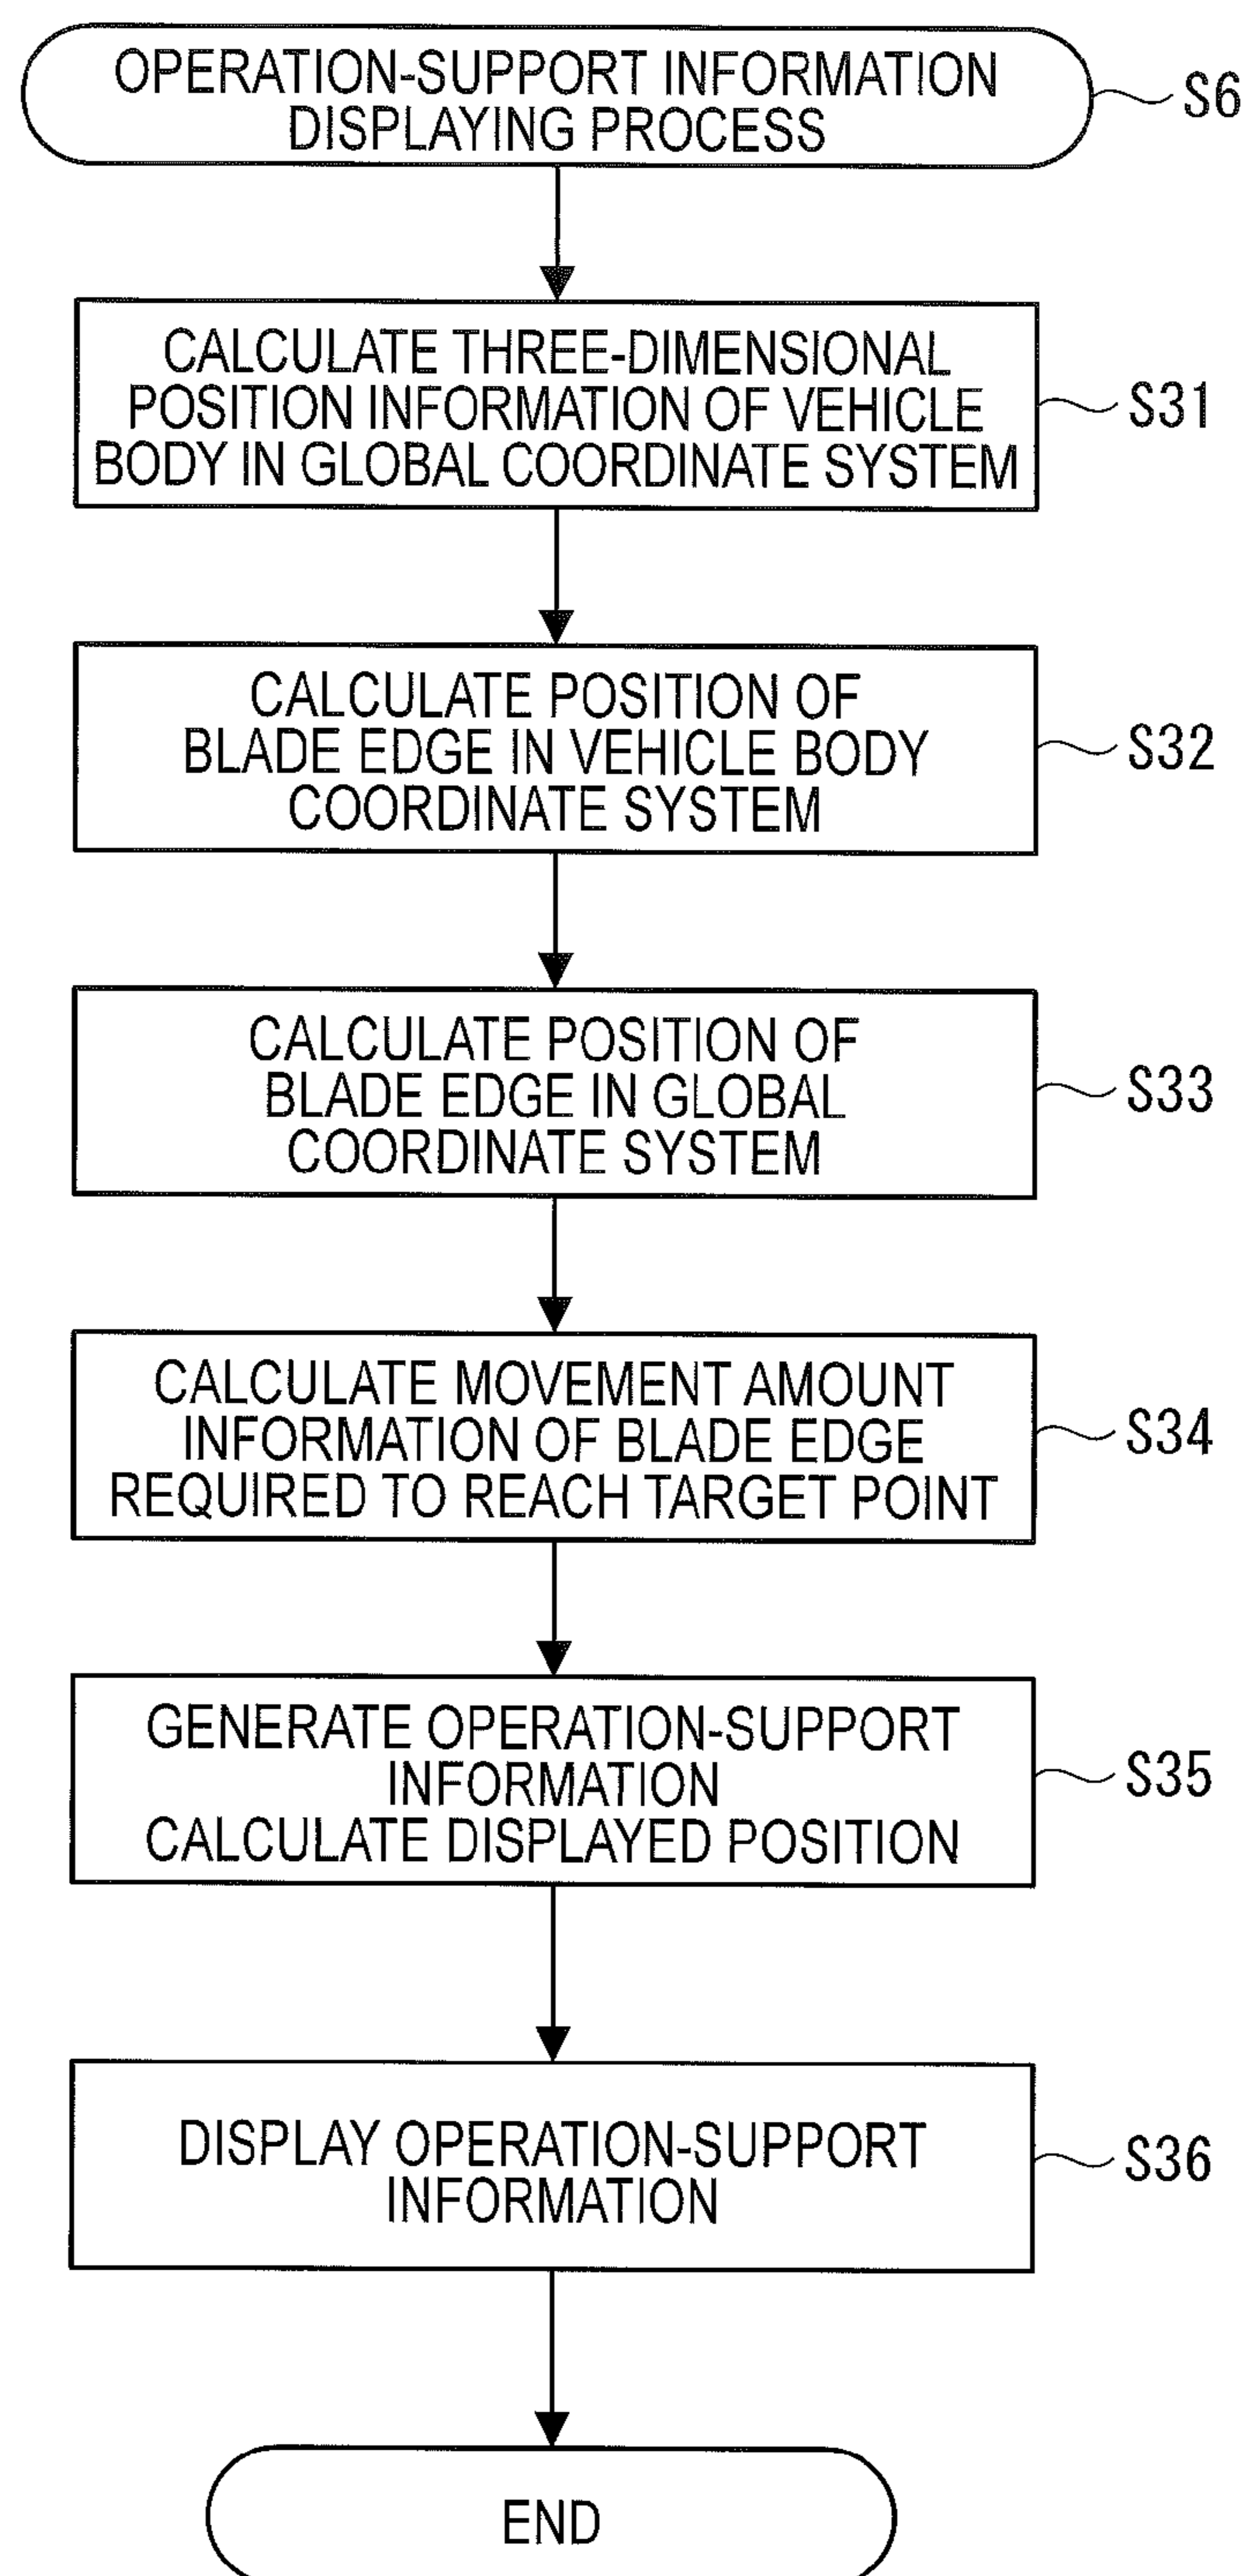 OPERATION-SUPPORT INFORMATION
DISPLAYING PROCESS
S6
CALCULATE THREE-DIMENSIONAL
POSITION INFORMATION OF VEHICLE
BODY IN GLOBAL COORDINATE SYSTEM
S31
CALCULATE POSITION OF
BLADE EDGE IN VEHICLE BODY
COORDINATE SYSTEM
S32
CALCULATE POSITION OF
BLADE EDGE IN GLOBAL
COORDINATE SYSTEM
S33
CALCULATE MOVEMENT AMOUNT
INFORMATION OF BLADE EDGE
REQUIRED TO REACH TARGET POINT
S34
GENERATE OPERATION-SUPPORT
INFORMATION
CALCULATE DISPLAYED POSITION
S35
DISPLAY OPERATION-SUPPORT
INFORMATION
S36
END